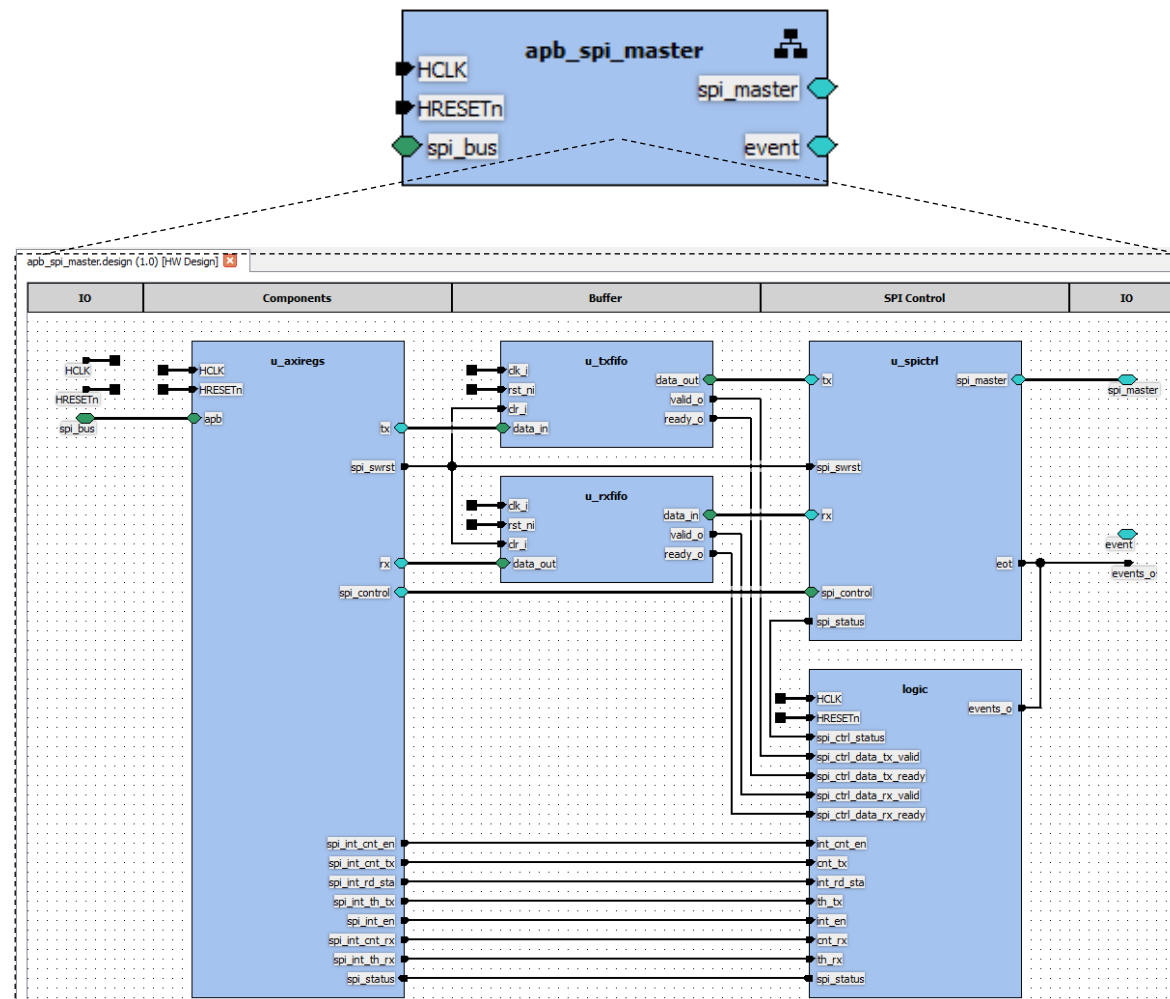 apb_spi_master
HCLK
HRESETn
spi_bus
spi_master
event
apb_spi_master.design (1.0) [HW Design]
IO
Components
Buffer
SPI Control
IO
HCLK
HRESETn
spi_bus
u_axiregs
HCLK
HRESETn
apb
tx
spi_swrst
rx
spi_control
spi_int_cnt_en
spi_int_cnt_tx
spi_int_rd_sta
spi_int_th_tx
spi_int_en
spi_int_cnt_rx
spi_int_th_rx
spi_status
u_txfifo
clk_i
rst_ni
clr_i
data_in
data_out
valid_o
ready_o
u_rxfifo
clk_i
rst_ni
clr_i
data_out
data_in
valid_o
ready_o
u_spictrl
tx
spi_swrst
rx
spi_control
spi_status
spi_master
eot
logic
HCLK
HRESETn
spi_ctrl_status
spi_ctrl_data_tx_valid
spi_ctrl_data_tx_ready
spi_ctrl_data_rx_valid
spi_ctrl_data_rx_ready
int_cnt_en
cnt_tx
int_rd_sta
th_tx
int_en
cnt_rx
th_rx
spi_status
events_o
spi_master
event
events_o